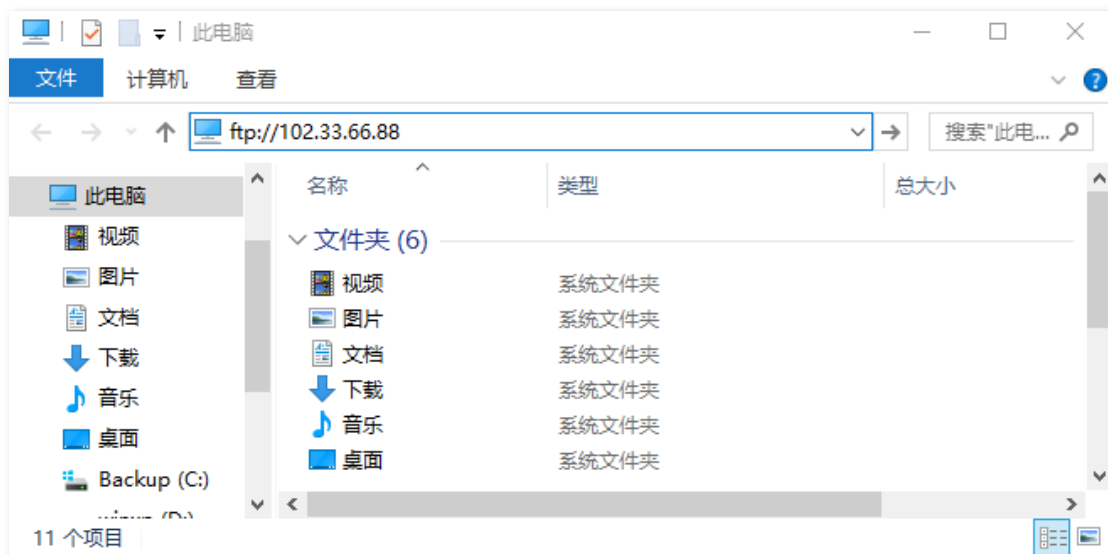 此电脑
文件 计算机 查看
ftp://102.33.66.88 搜索"此电...
此电脑
视频
图片
文档
下载
音乐
桌面
Backup (C:)
名称 类型 总大小
文件夹 (6)
视频 系统文件夹
图片 系统文件夹
文档 系统文件夹
下载 系统文件夹
音乐 系统文件夹
桌面 系统文件夹
11 个项目